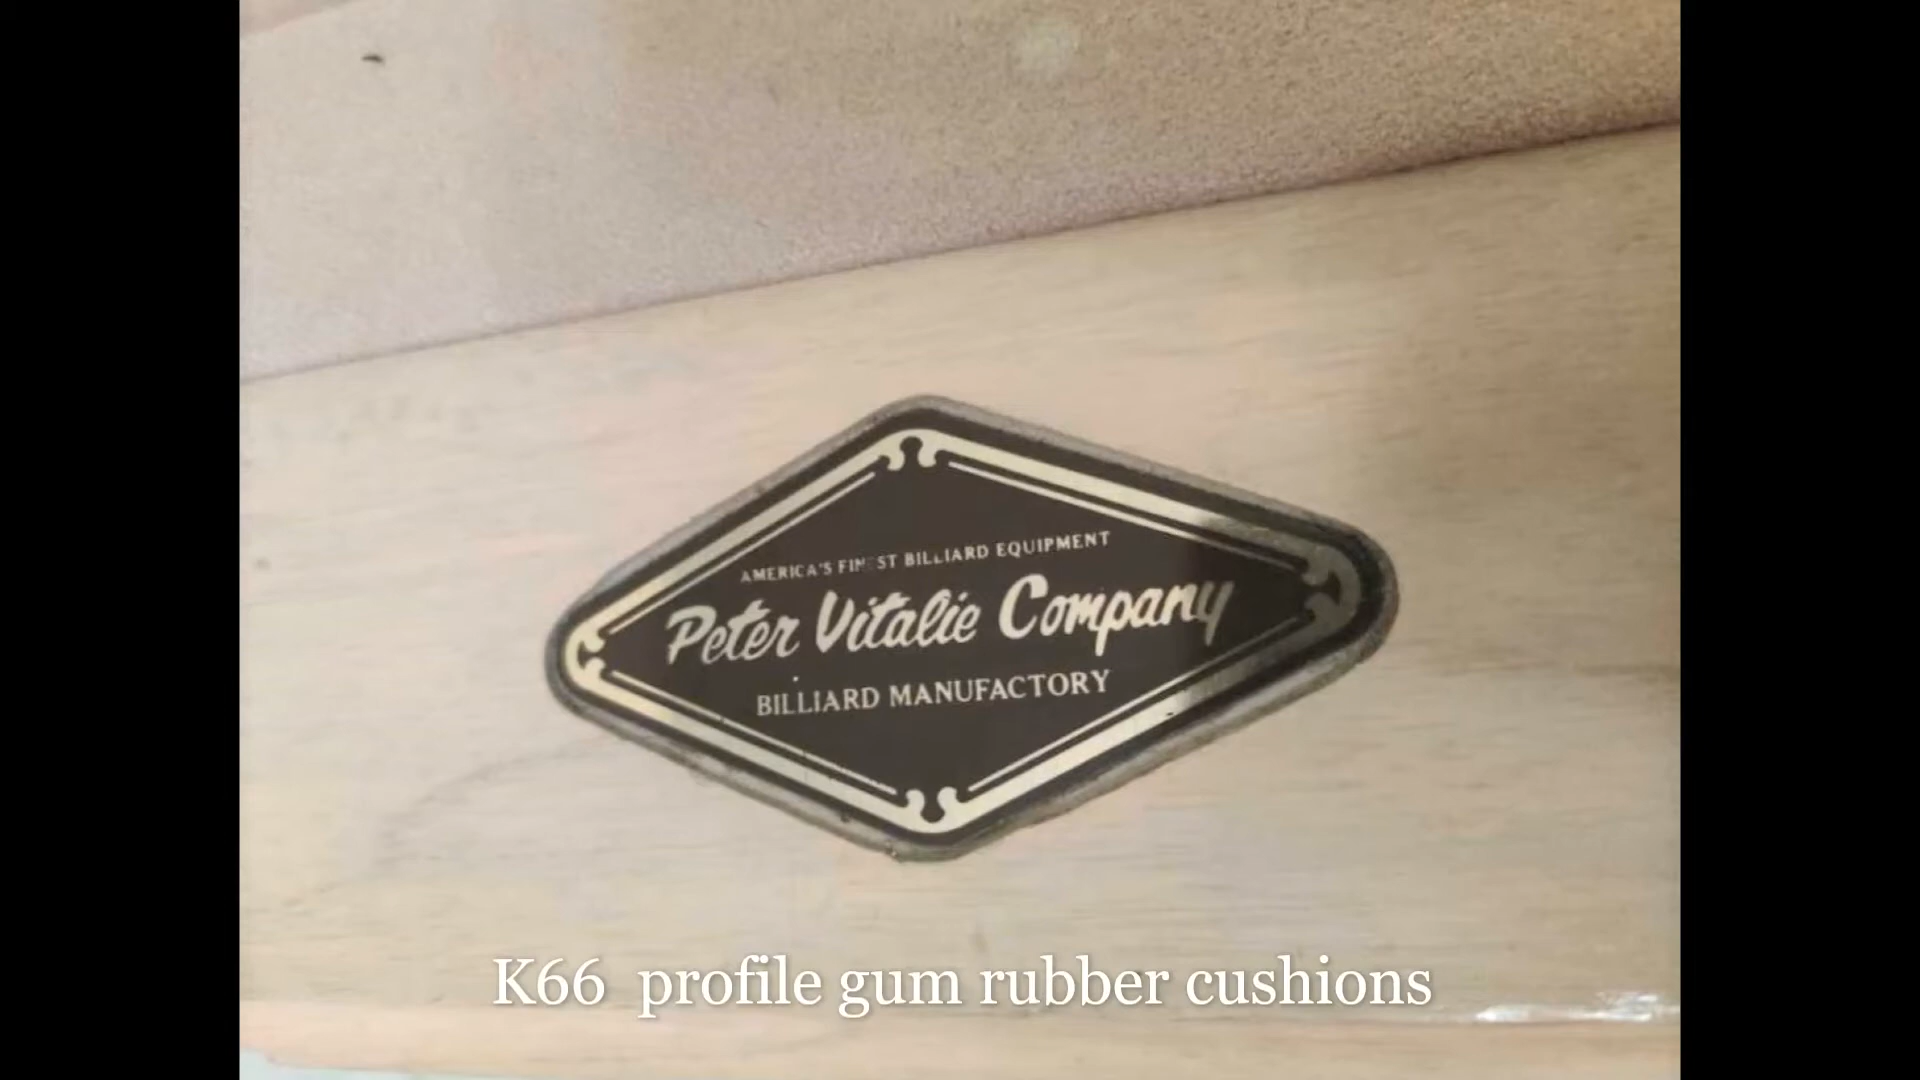 AMERICA'S FINEST BILLIARD EQUIPMENT
Peter Vitalie Company
BILLIARD MANUFACTORY
K66 profile gum rubber cushions